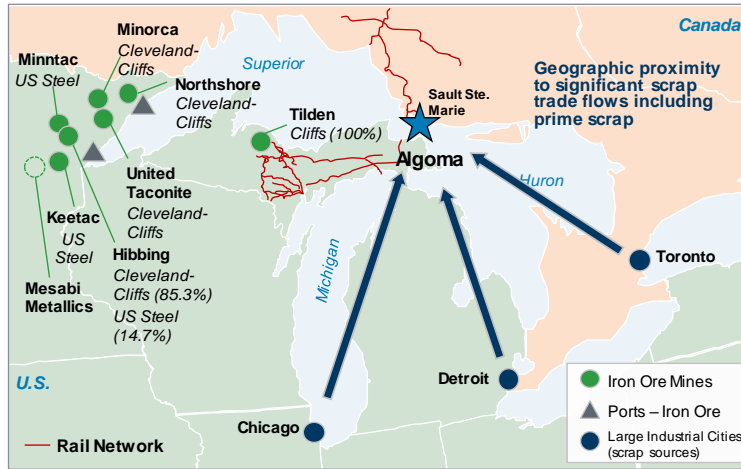 Canada
Minorca
Cleveland-
Cliffs
Minntac
US Steel
Northshore
Cleveland-
Cliffs
Superior
Sault Ste.
Marie
Geographic proximity
to significant scrap
trade flows including
prime scrap
Tilden
Cliffs (100%)
Algoma
United
Taconite
Cleveland-
Cliffs
Huron
Keetac
US
Steel
Hibbing
Cleveland-
Cliffs (85.3%)
US Steel
(14.7%)
Mesabi
Metallics
Michigan
Toronto
U.S.
Detroit
Chicago
Rail Network
Iron Ore Mines
Ports – Iron Ore
Large Industrial Cities
(scrap sources)